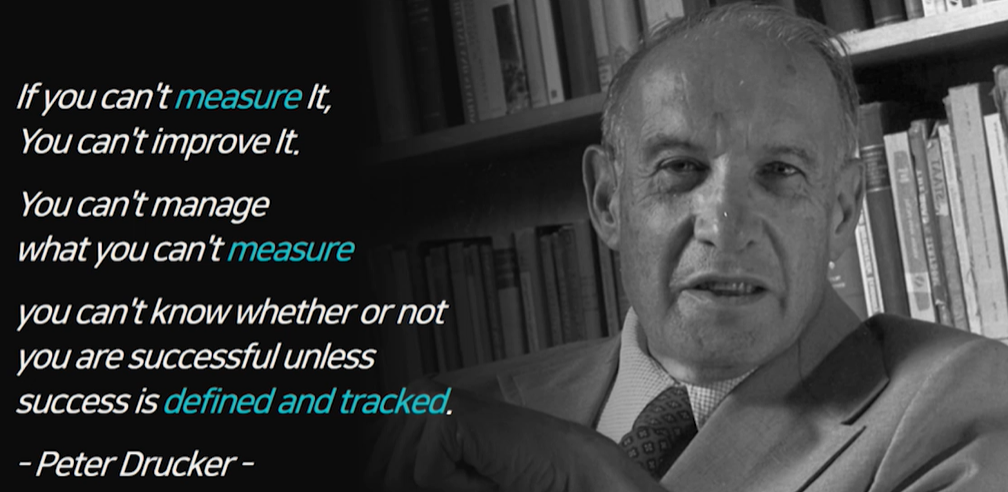 If you can't measure It,
You can't improve It.
You can't manage
what you can't measure
you can't know whether or not
you are successful unless
success is defined and tracked.
- Peter Drucker -